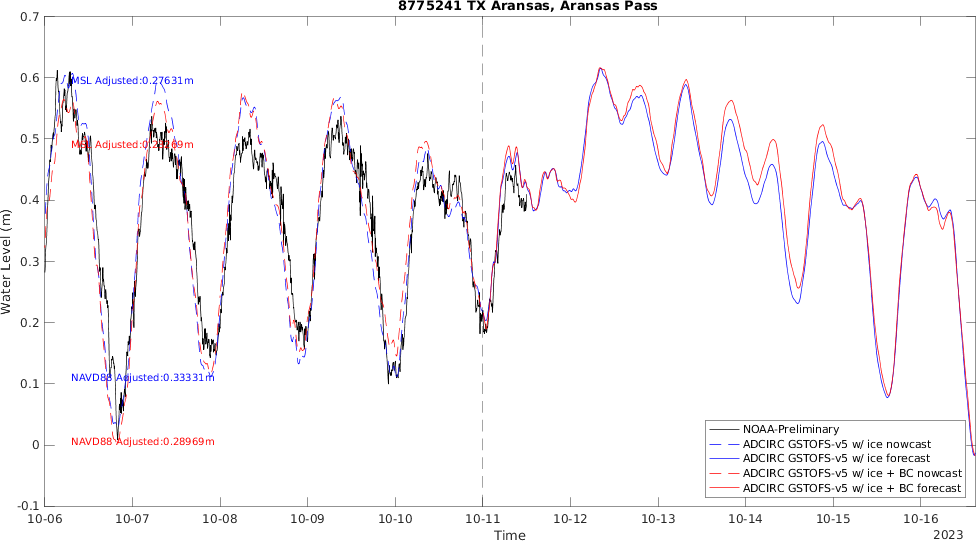 8775241 TX Aransas, Aransas Pass
0.7
0.6
0.5
0.4
0.3
0.2
0.1
0
-0.1
Water Level (m)
MSL Adjusted:0.27631m
Adjusted:
NAVD88 Adjusted:0.33331m
NAVD88 Adjusted:0.28969m
NOAA-Preliminary
ADCIRC GSTOFS-v5 w/ ice nowcast
ADCIRC GSTOFS-v5 w/ ice forecast
ADCIRC GSTOFS-v5 w/ ice + BC nowcast
ADCIRC GSTOFS-v5 w/ ice + BC forecast
10-06 10-07 10-08 10-09 10-10 10-11 10-12 10-13 10-14 10-15 10-16
Time
2023